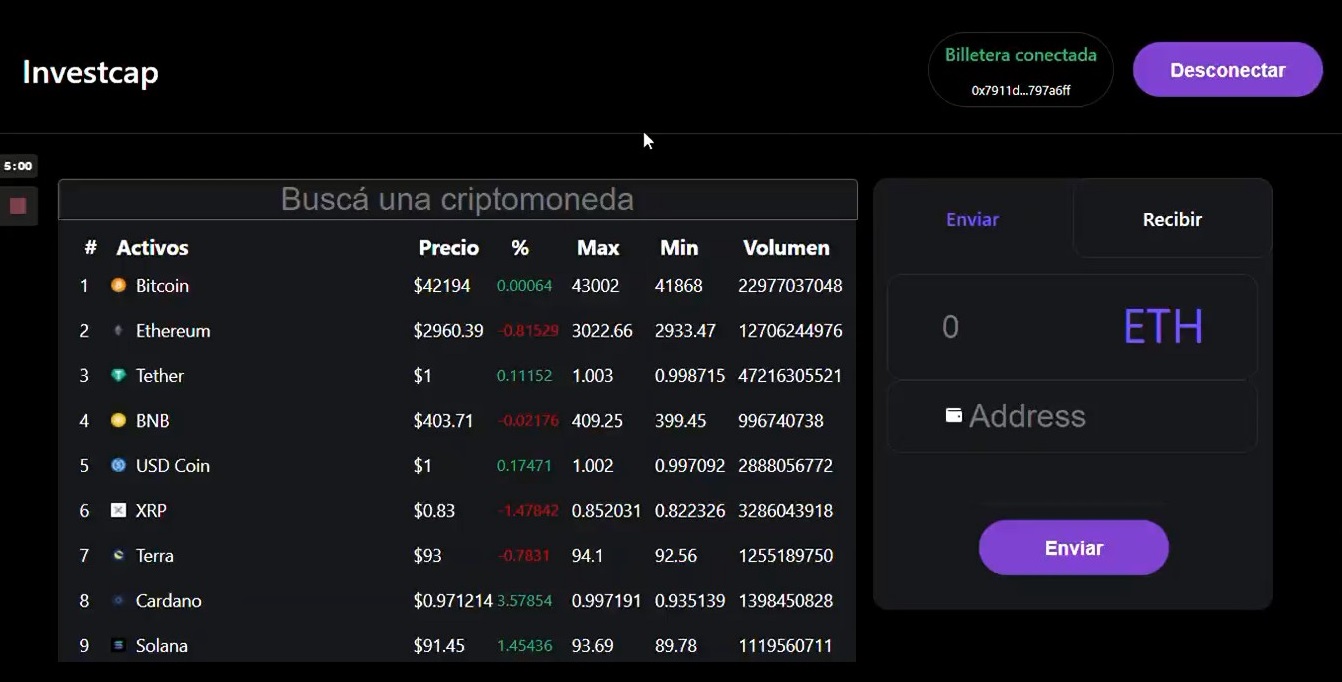 Investcap
Billetera conectada
0x7911d...797a6ff
Desconectar
5:00
Buscá una criptomoneda
# Activos Precio % Max Min Volumen
1 Bitcoin $42194 0.00064 43002 41868 22977037048
2 Ethereum $2960.39 -0.81529 3022.66 2933.47 12706244976
3 Tether $1 0.11152 1.003 0.998715 47216305521
4 BNB $403.71 -0.02176 409.25 399.45 996740738
5 USD Coin $1 0.17471 1.002 0.997092 2888056772
6 XRP $0.83 -1.47842 0.852031 0.822326 3286043918
7 Terra $93 -0.7831 94.1 92.56 1255189750
8 Cardano $0.971214 3.57854 0.997191 0.935139 1398450828
9 Solana $91.45 1.45436 93.69 89.78 1119560711
Enviar
Recibir
0 ETH
Address
Enviar